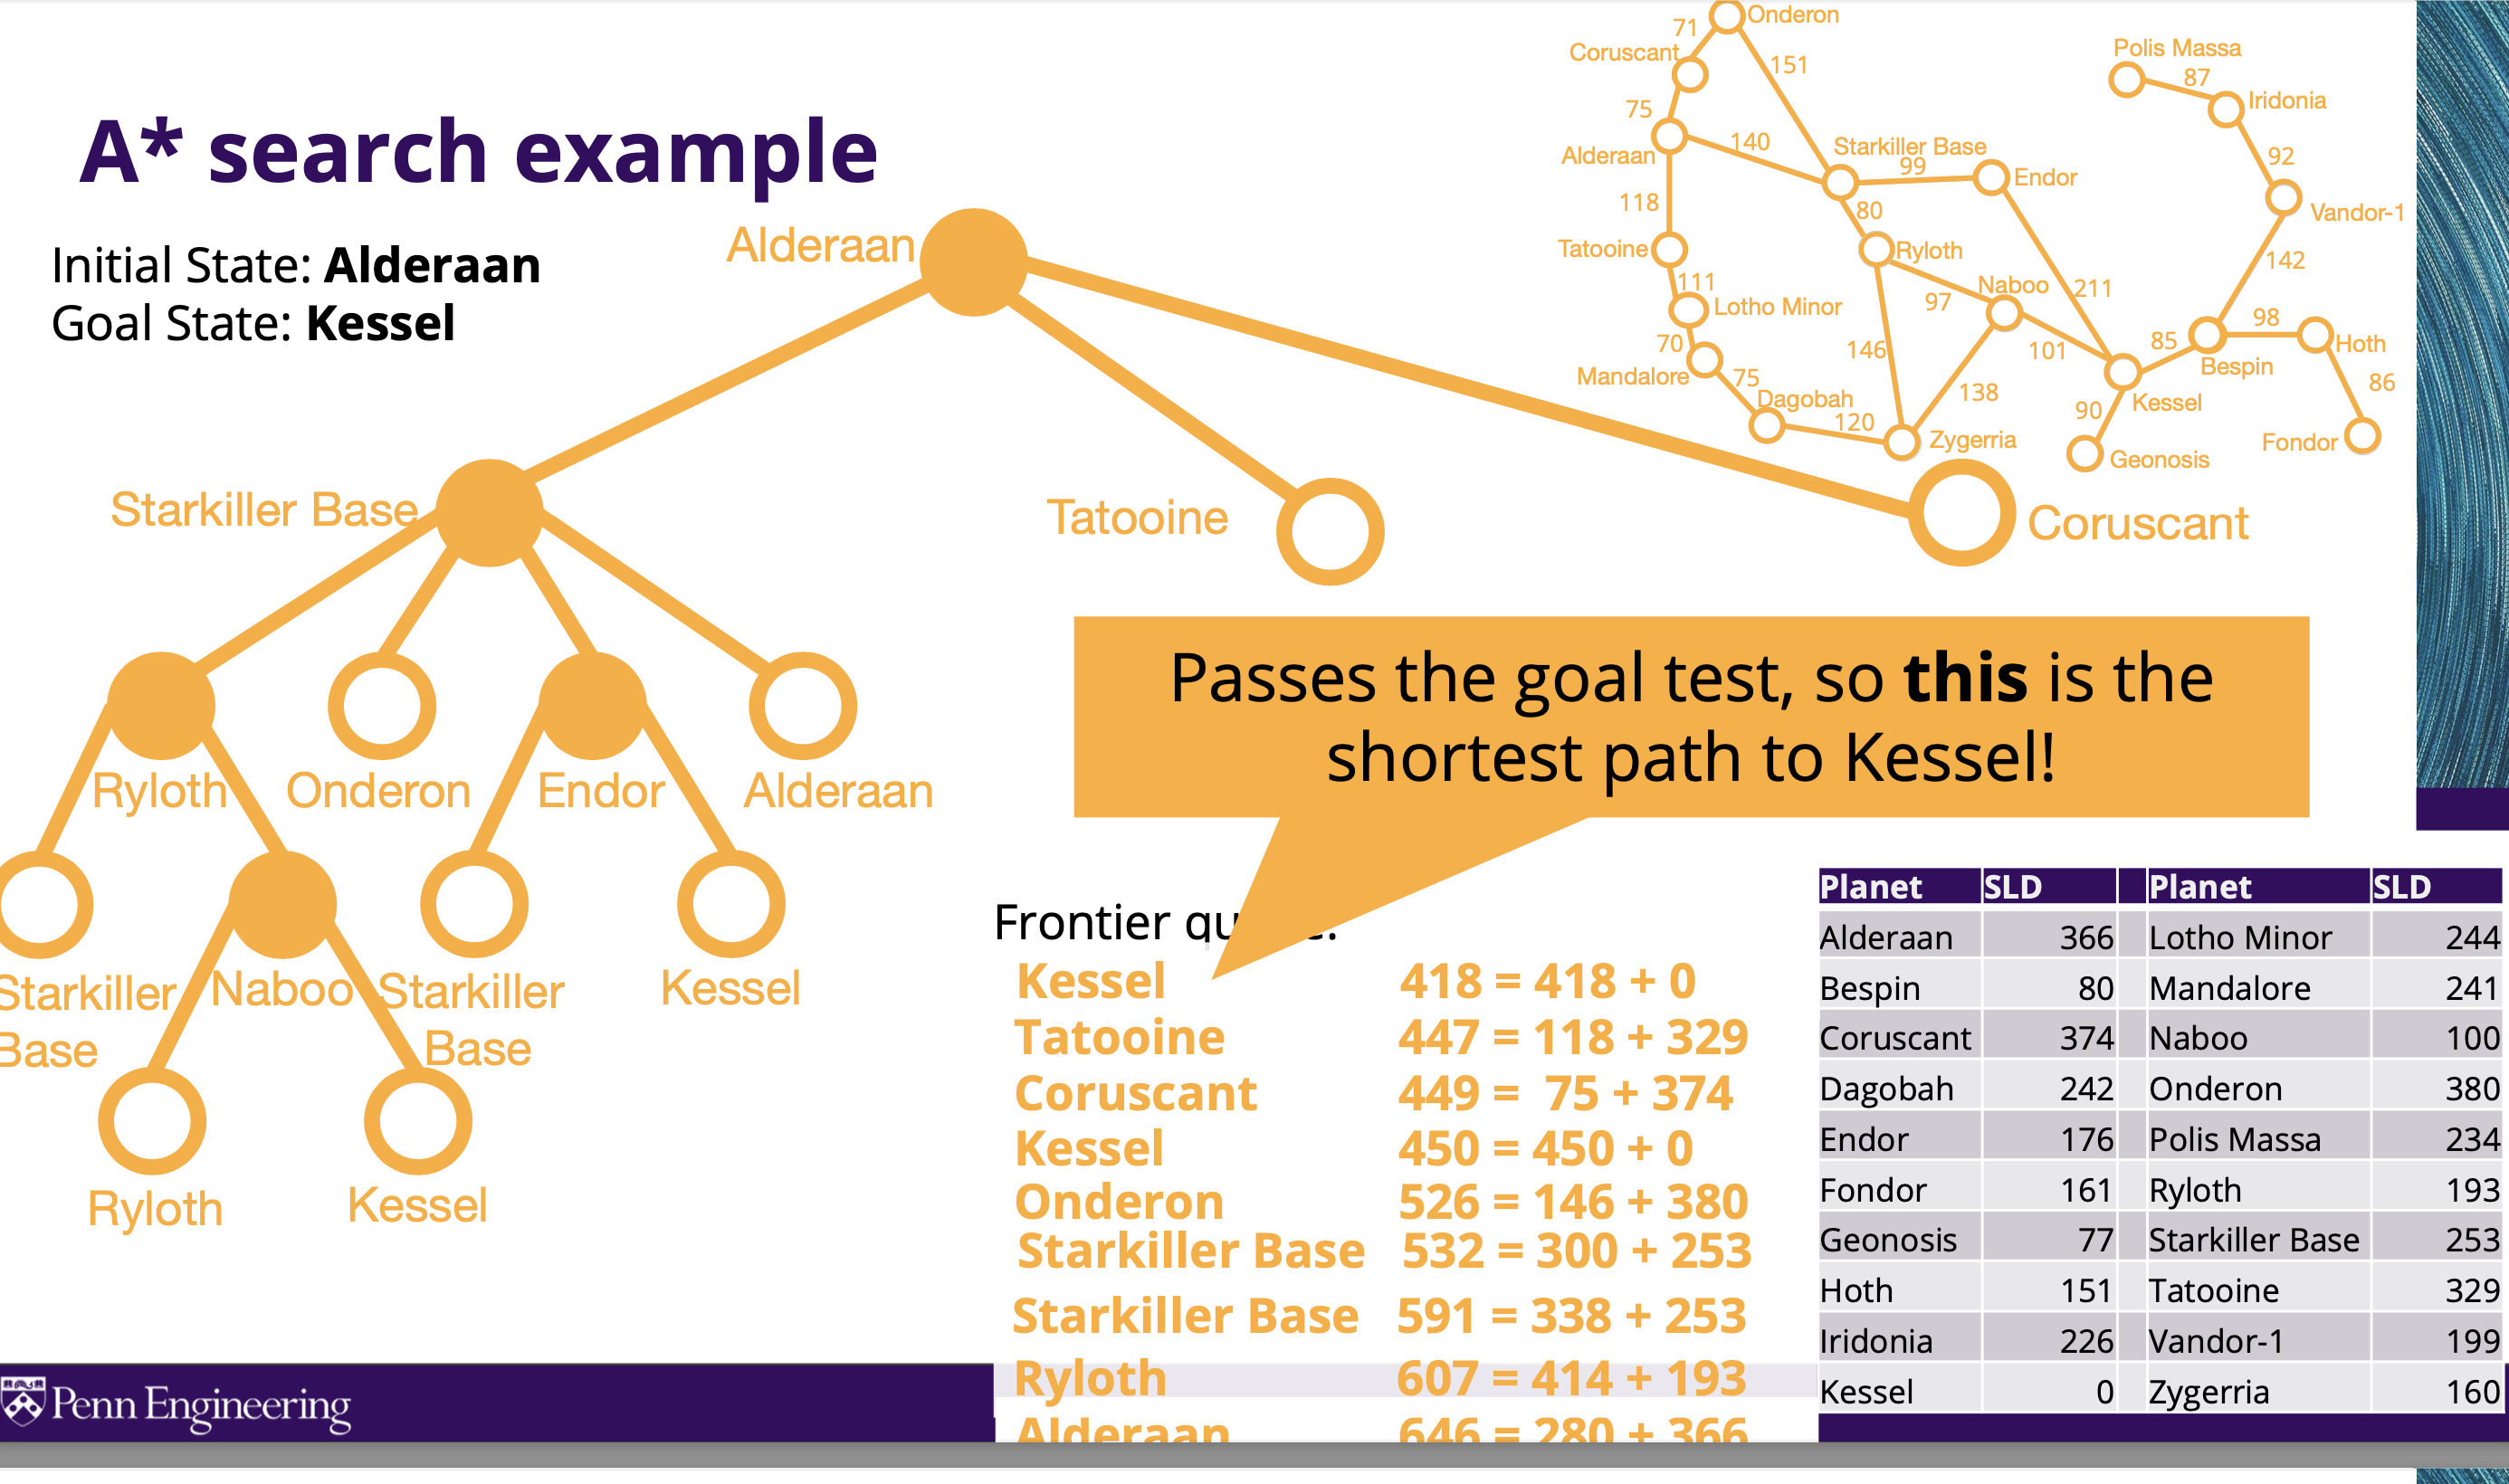 A* search example
Initial State: Alderaan
Goal State: Kessel
Onderon
71
Coruscant
151
75
Alderaan
140
Starkiller Base
99
Endor
118
80
Tatooine
Ryloth
111
Lotho Minor
97
Naboo
211
70
146
101
Mandalore
75
Dagobah
138
120
Zygerria
85
Kessel
90
Geonosis
Polis Massa
87
Iridonia
92
Vandor-1
142
98
Bespin
Hoth
86
Fondor
Alderaan
Starkiller Base
Tatooine
Coruscant
Ryloth
Onderon
Endor
Alderaan
Starkiller
Base
Naboo
Starkiller
Base
Kessel
Ryloth
Kessel
Passes the goal test, so this is the
shortest path to Kessel!
Frontier
Kessel 418 = 418 + 0
Tatooine 447 = 118 + 329
Coruscant 449 = 75 + 374
Kessel 450 = 450 + 0
Onderon 526 = 146 + 380
Starkiller Base 532 = 300 + 253
Starkiller Base 591 = 338 + 253
Ryloth 607 = 414 + 193
Alderaan 646 = 280 + 366
Planet SLD Planet SLD
Alderaan 366 Lotho Minor 244
Bespin 80 Mandalore 241
Coruscant 374 Naboo 100
Dagobah 242 Onderon 380
Endor 176 Polis Massa 234
Fondor 161 Ryloth 193
Geonosis 77 Starkiller Base 253
Hoth 151 Tatooine 329
Iridonia 226 Vandor-1 199
Kessel 0 Zygerria 160
Penn Engineering